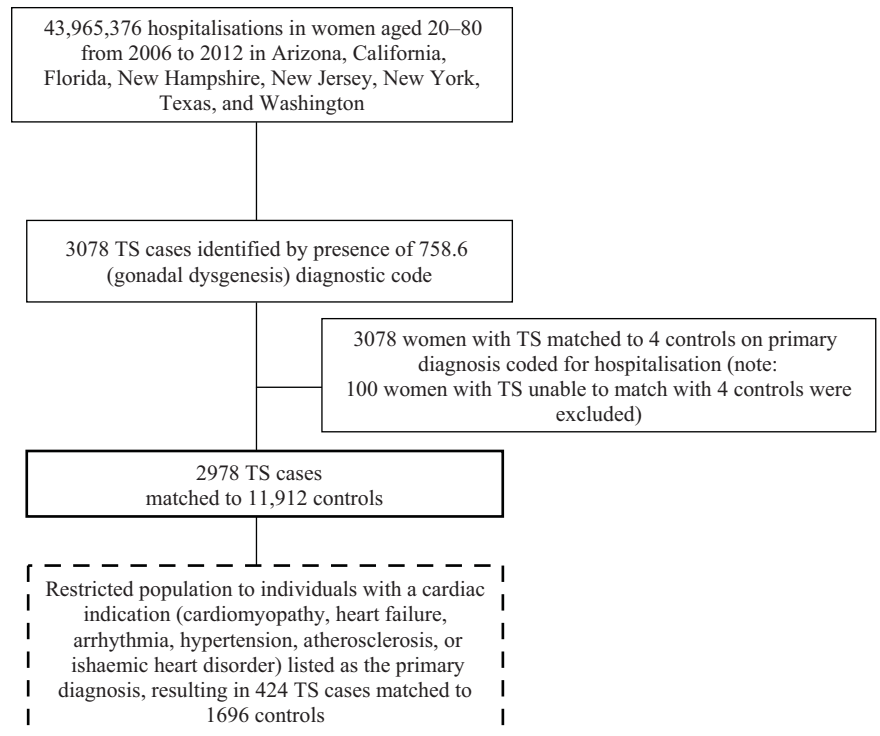 43,965,376 hospitalisations in women aged 20–80
from 2006 to 2012 in Arizona, California,
Florida, New Hampshire, New Jersey, New York,
Texas, and Washington
3078 TS cases identified by presence of 758.6
(gonadal dysgenesis) diagnostic code
3078 women with TS matched to 4 controls on primary
diagnosis coded for hospitalisation (note:
100 women with TS unable to match with 4 controls were
excluded)
2978 TS cases
matched to 11,912 controls
Restricted population to individuals with a cardiac
indication (cardiomyopathy, heart failure,
arrhythmia, hypertension, atherosclerosis, or
ishaemic heart disorder) listed as the primary
diagnosis, resulting in 424 TS cases matched to
1696 controls